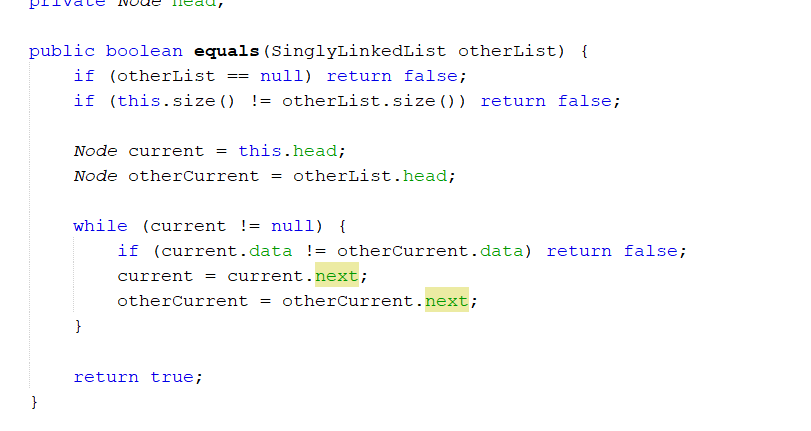 private Node head;
public boolean equals(SinglyLinkedList otherList) {
if (otherList == null) return false;
if (this.size() != otherList.size()) return false;
Node current = this.head;
Node otherCurrent = otherList.head;
while (current != null) {
if (current.data != otherCurrent.data) return false;
current = current.next;
otherCurrent = otherCurrent.next;
}
return true;
}